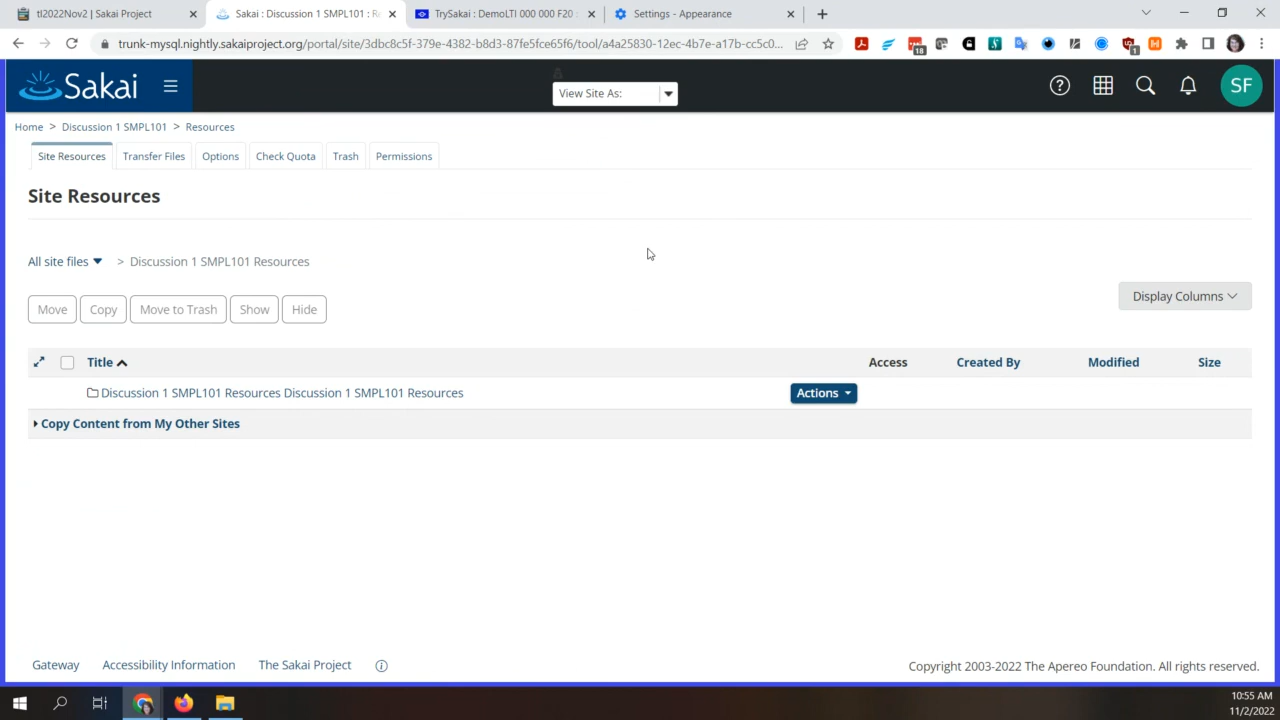 tl2022Nov2 | Sakai Project
Sakai : Discussion 1 SMPL101 : Re
TrySakai : DemoLTI 000 000 F20 :
Settings - Appearance
trunk-mysql.nightly.sakaiproject.org/portal/site/3dbc8c5f-370e-4382-b8d3-87fe5fce65f6/tool/a4a25830-12ec-4b7e-a17b-cc5c0...
18
1
Sakai
View Site As:
SF
Home > Discussion 1 SMPL101 > Resources
Site Resources
Transfer Files
Options
Check Quota
Trash
Permissions
Site Resources
All site files > Discussion 1 SMPL101 Resources
Move
Copy
Move to Trash
Show
Hide
Display Columns
Title
Access
Created By
Modified
Size
Discussion 1 SMPL101 Resources Discussion 1 SMPL101 Resources
Actions
Copy Content from My Other Sites
Gateway
Accessibility Information
The Sakai Project
Copyright 2003-2022 The Apereo Foundation. All rights reserved.
10:55 AM
11/2/2022